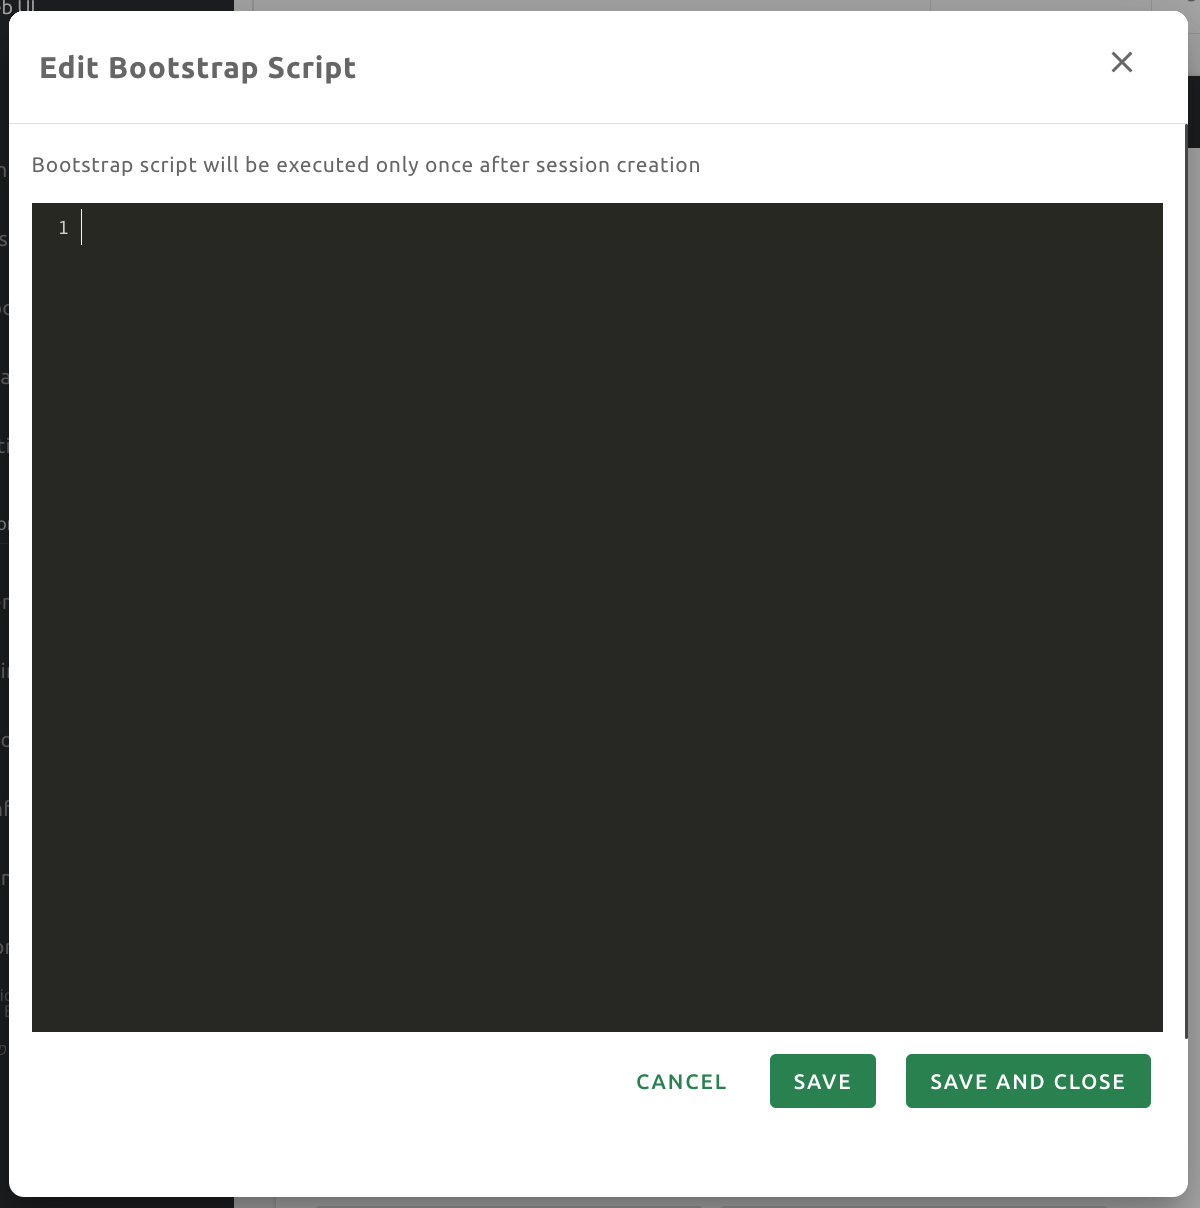 Edit Bootstrap Script
Bootstrap script will be executed only once after session creation
1
CANCEL
SAVE
SAVE AND CLOSE